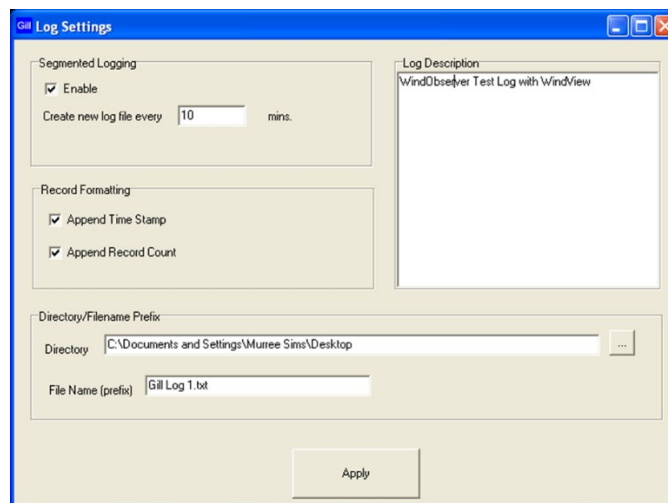 Gill Log Settings
Segmented Logging
Enable
Create new log file every 10 mins.
Record Formatting
Append Time Stamp
Append Record Count
Log Description
WindObserver Test Log with WindView
Directory/Filename Prefix
Directory C:\Documents and Settings\Murree Sims\Desktop ...
File Name (prefix) Gill Log 1.txt
Apply